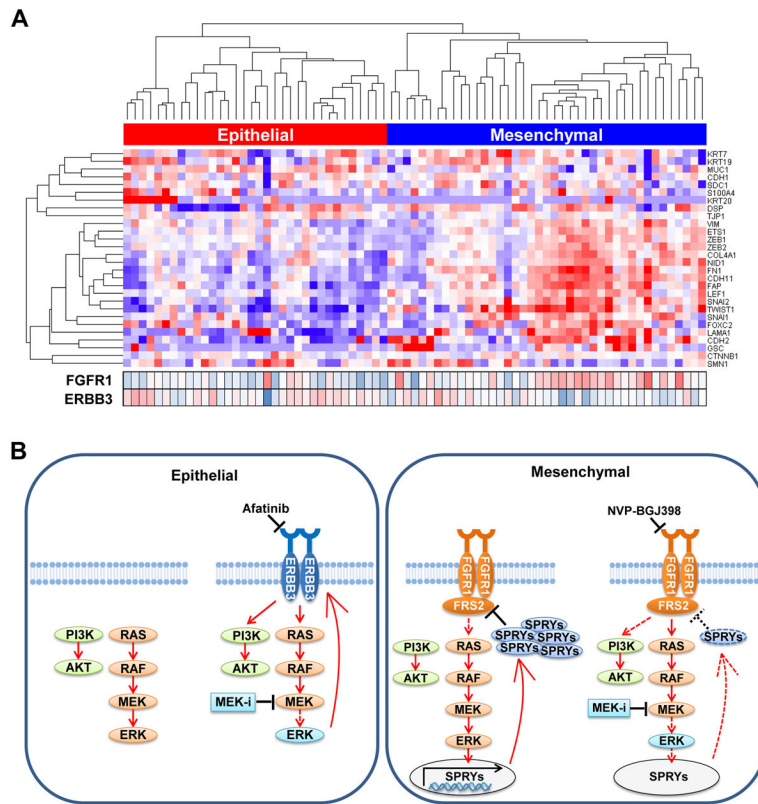 A
Epithelial Mesenchymal
KRT7
KRT19
MUC1
CDH1
SDC1
S100A4
KRT20
DSP
TJP1
VIM
ETS1
ZEB1
ZEB2
COL4A1
NID1
FN1
CDH11
FAP
LEF1
SNAI2
TWIST1
SNAI1
FOXC2
LAMA1
CDH2
GSC
CTNNB1
SMN1
FGFR1
ERBB3
B
Epithelial
Afatinib
ERBB3 ERBB3
PI3K RAS PI3K RAS
AKT RAF AKT RAF
MEK MEK-i MEK
ERK ERK
Mesenchymal
NVP-BGJ398
FGFR1 FGFR1 FGFR1 FGFR1
FRS2 FRS2
SPRYs
SPRYs SPRYs
SPRYs SPRYs
SPRYs
PI3K RAS PI3K RAS
AKT RAF AKT RAF
MEK MEK-i MEK
ERK ERK
SPRYs SPRYs